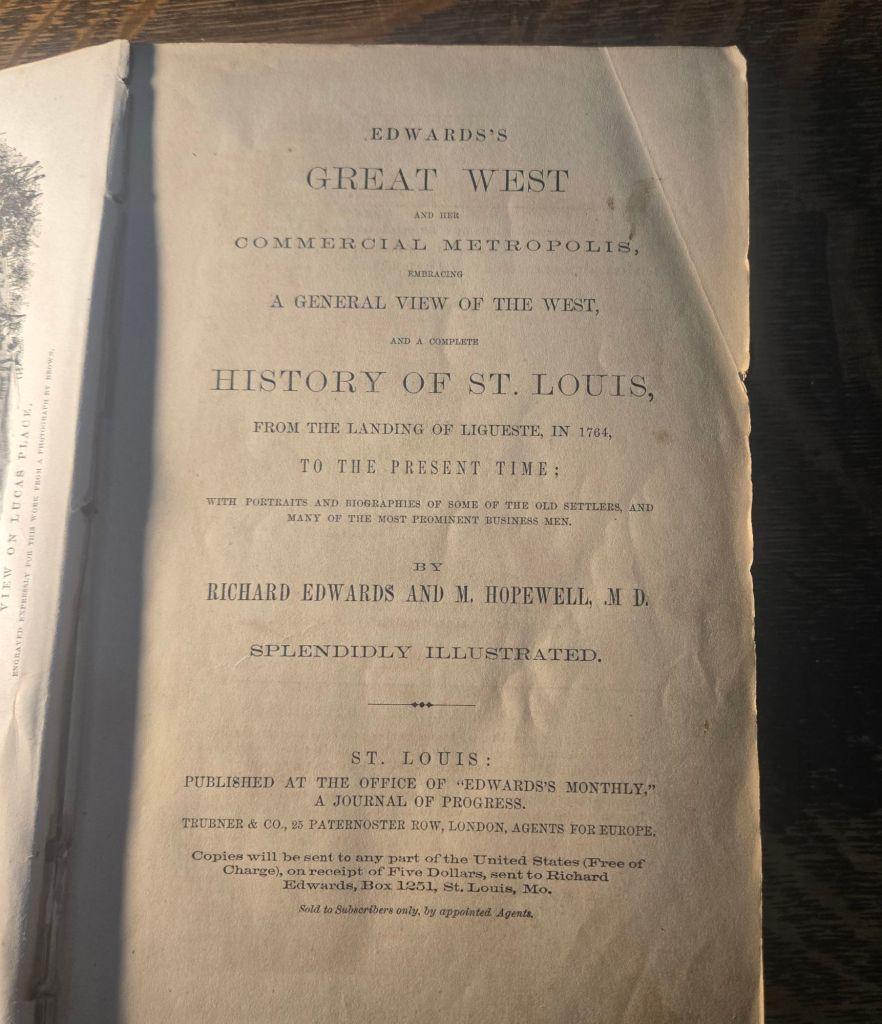 VIEW ON LUCAS PLACE,
ENGRAVED EXPRESSLY FOR THIS WORK FROM A PHOTOGRAPH BY BROWN.
EDWARDS'S
GREAT WEST
AND HER
COMMERCIAL METROPOLIS,
EMBRACING
A GENERAL VIEW OF THE WEST,
AND A COMPLETE
HISTORY OF ST. LOUIS,
FROM THE LANDING OF LIGUESTE, IN 1764,
TO THE PRESENT TIME;
WITH PORTRAITS AND BIOGRAPHIES OF SOME OF THE OLD SETTLERS, AND
MANY OF THE MOST PROMINENT BUSINESS MEN.
BY
RICHARD EDWARDS AND M. HOPEWELL, .M D.
SPLENDIDLY ILLUSTRATED.
ST. LOUIS:
PUBLISHED AT THE OFFICE OF "EDWARDS'S MONTHLY,"
A JOURNAL OF PROGRESS.
TRUBNER & CO., 25 PATERNOSTER ROW, LONDON, AGENTS FOR EUROPE.
Copies will be sent to any part of the United States (Free of
Charge), on receipt of Five Dollars, sent to Richard
Edwards, Box 1251, St. Louis, Mo.
Sold to Subscribers only, by appointed Agents.